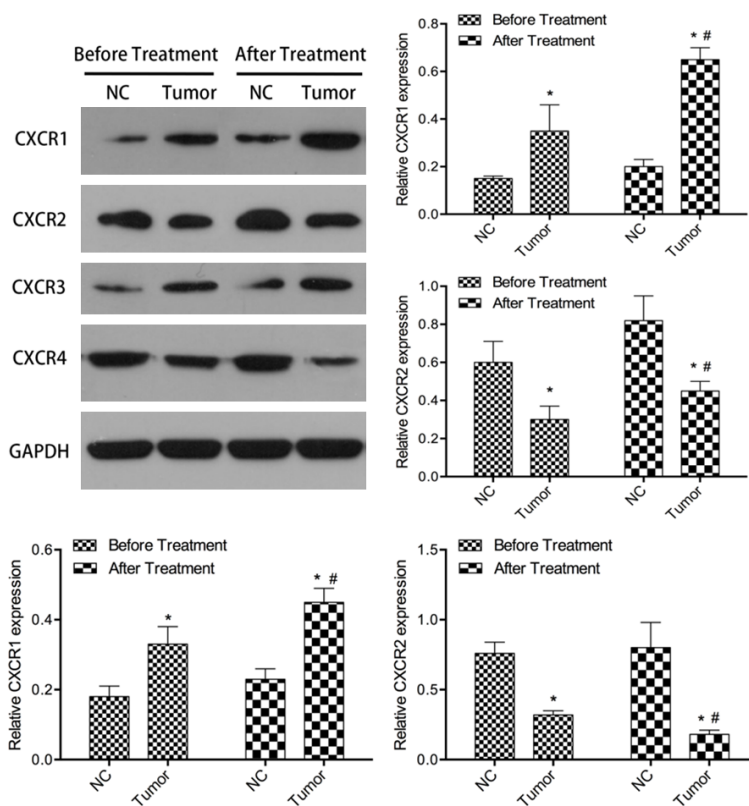 Before Treatment After Treatment
NC Tumor NC Tumor
CXCR1
CXCR2
CXCR3
CXCR4
GAPDH
Relative CXCR1 expression
0.8
0.6
0.4
0.2
0.0
Before Treatment
After Treatment
*
* #
NC Tumor NC Tumor
Relative CXCR2 expression
1.0
0.8
0.6
0.4
0.2
0.0
Before Treatment
After Treatment
*
* #
NC Tumor NC Tumor
Relative CXCR1 expression
0.6
0.4
0.2
0.0
Before Treatment
After Treatment
*
* #
NC Tumor NC Tumor
Relative CXCR2 expression
1.5
1.0
0.5
0.0
Before Treatment
After Treatment
*
* #
NC Tumor NC Tumor